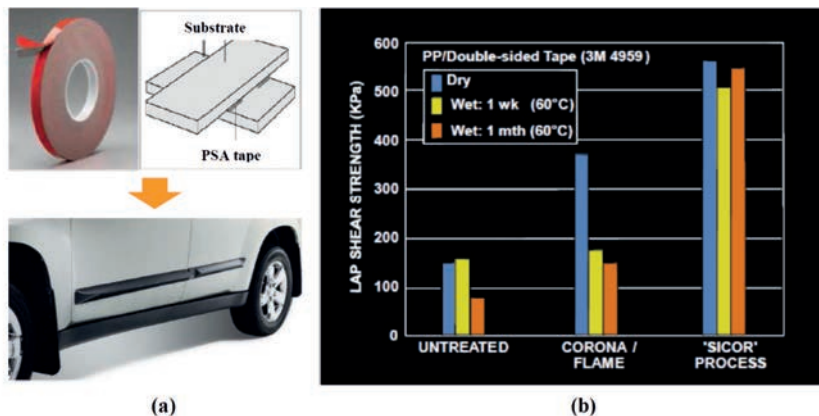 Substrate
PSA tape
(a)
600
500
400
300
200
100
0
LAP SHEAR STRENGTH (KPa)
PP/Double-sided Tape (3M 4959)
Dry
Wet: 1 wk (60°C)
Wet: 1 mth (60°C)
UNTREATED
CORONA /
FLAME
'SICOR'
PROCESS
(b)